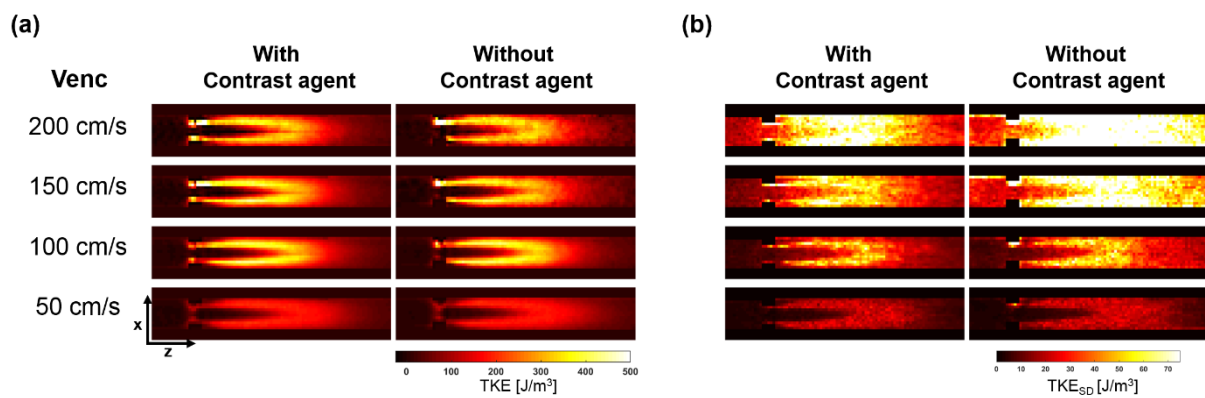 (a)
Venc
With
Contrast agent
Without
Contrast agent
200 cm/s
150 cm/s
100 cm/s
50 cm/s
x
z
0 100 200 300 400 500
TKE [J/m³]
(b)
With
Contrast agent
Without
Contrast agent
0 10 20 30 40 50 60 70
TKE_SD [J/m³]